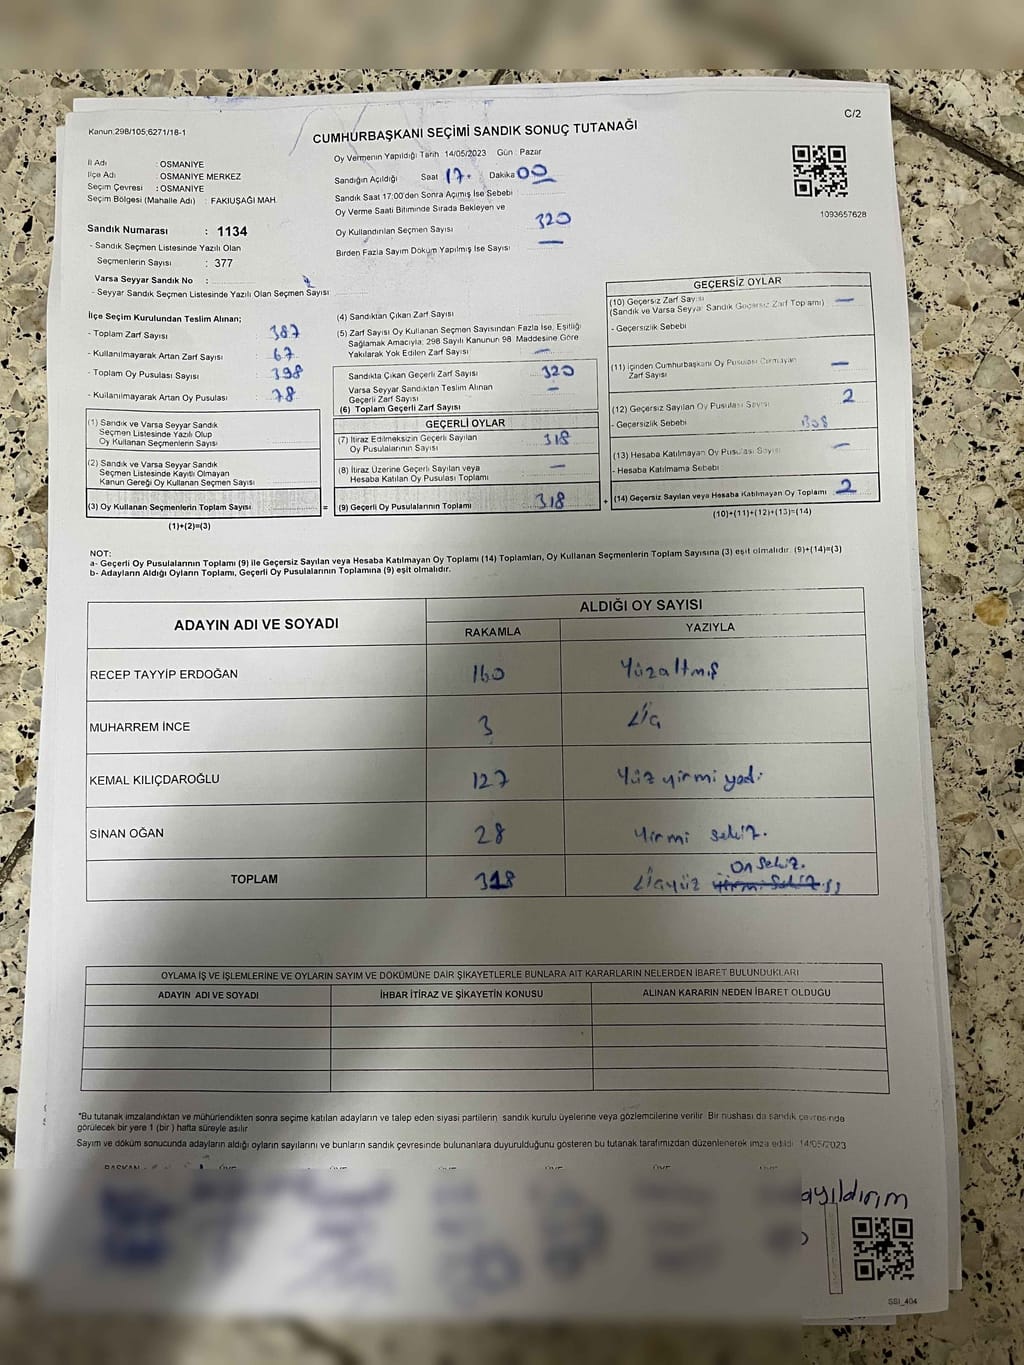 C/2
Kanun:298/105;6271/16-1
CUMHURBAŞKANI SEÇİMİ SANDIK SONUÇ TUTANAĞI
İl Adı : OSMANİYE
İlçe Adı : OSMANİYE MERKEZ
Seçim Çevresi : OSMANİYE
Seçim Bölgesi (Mahalle Adı) : FAKIUŞAĞI MAH.
Oy Vermenin Yapıldığı Tarih 14/05/2023 Gün : Pazar
Sandığın Açıldığı Saat 17. Dakika 00
Sandık Saat 17:00'den Sonra Açımış İse Sebebi
Oy Verme Saati Bitiminde Sırada Bekleyen ve
Oy Kullandırılan Seçmen Sayısı 320
Birden Fazla Sayım Döküm Yapılmış İse Sayısı —
1093657628
Sandık Numarası : 1134
- Sandık Seçmen Listesinde Yazılı Olan
Seçmenlerin Sayısı : 377
Varsa Seyyar Sandık No :
- Seyyar Sandık Seçmen Listesinde Yazılı Olan Seçmen Sayısı:
İlçe Seçim Kurulundan Teslim Alınan;
- Toplam Zarf Sayısı : 387
- Kullanılmayarak Artan Zarf Sayısı : 67
- Toplam Oy Pusulası Sayısı : 398
- Kullanılmayarak Artan Oy Pusulası : 78
(1) Sandık ve Varsa Seyyar Sandık
Seçmen Listesinde Yazılı Olup
Oy Kullanan Seçmenlerin Sayısı
(2) Sandık ve Varsa Seyyar Sandık
Seçmen Listesinde Kayıtlı Olmayan
Kanun Gereği Oy Kullanan Seçmen Sayısı
(3) Oy Kullanan Seçmenlerin Toplam Sayısı =
(1)+(2)=(3)
(4) Sandıktan Çıkan Zarf Sayısı
(5) Zarf Sayısı Oy Kullanan Seçmen Sayısından Fazla İse, Eşitliği
Sağlamak Amacıyla; 298 Sayılı Kanunun 98. Maddesine Göre
Yakılarak Yok Edilen Zarf Sayısı —
Sandıkta Çıkan Geçerli Zarf Sayısı 320
Varsa Seyyar Sandıktan Teslim Alınan
Geçerli Zarf Sayısı —
(6) Toplam Geçerli Zarf Sayısı
GEÇERLİ OYLAR
(7) İtiraz Edilmeksizin Geçerli Sayılan
Oy Pusulalarının Sayısı 318
(8) İtiraz Üzerine Geçerli Sayılan veya
Hesaba Katılan Oy Pusulası Toplamı —
(9) Geçerli Oy Pusulalarının Toplamı 318 +
GEÇERSİZ OYLAR
(10) Geçersiz Zarf Sayısı
(Sandık ve Varsa Seyyar Sandık Geçersiz Zarf Toplamı) —
- Geçersizlik Sebebi
(11) İçinden Cumhurbaşkanı Oy Pusulası Çıkmayan
Zarf Sayısı —
(12) Geçersiz Sayılan Oy Pusulası Sayısı 2
- Geçersizlik Sebebi
(13) Hesaba Katılmayan Oy Pusulası Sayısı —
- Hesaba Katılmama Sebebi
(14) Geçersiz Sayılan veya Hesaba Katılmayan Oy Toplamı 2
(10)+(11)+(12)+(13)=(14)
NOT:
a- Geçerli Oy Pusulalarının Toplamı (9) ile Geçersiz Sayılan veya Hesaba Katılmayan Oy Toplamı (14) Toplamları, Oy Kullanan Seçmenlerin Toplam Sayısına (3) eşit olmalıdır. (9)+(14)=(3)
b- Adayların Aldığı Oyların Toplamı, Geçerli Oy Pusulalarının Toplamına (9) eşit olmalıdır.
ADAYIN ADI VE SOYADI ALDIĞI OY SAYISI
RAKAMLA YAZIYLA
RECEP TAYYİP ERDOĞAN 160 Yüzaltmış
MUHARREM İNCE 3 Üç
KEMAL KILIÇDAROĞLU 127 Yüz yirmi yedi
SİNAN OĞAN 28 Yirmi sekiz.
TOPLAM 318 Üçyüz yirmi sekiz On sekiz.
OYLAMA İŞ VE İŞLEMLERİNE VE OYLARIN SAYIM VE DÖKÜMÜNE DAİR ŞİKAYETLERLE BUNLARA AİT KARARLARIN NELERDEN İBARET BULUNDUKLARI
ADAYIN ADI VE SOYADI İHBAR İTİRAZ VE ŞİKAYETİN KONUSU ALINAN KARARIN NEDEN İBARET OLDUĞU
*Bu tutanak imzalandıktan ve mühürlendikten sonra seçime katılan adayların ve talep eden siyasi partilerin sandık kurulu üyelerine veya gözlemcilerine verilir. Bir nüshası da sandık çevresinde
görülecek bir yere 1 (bir) hafta süreyle asılır.
Sayım ve döküm sonucunda adayların aldığı oyların sayılarını ve bunların sandık çevresinde bulunanlara duyurulduğunu gösteren bu tutanak tarafımızdan düzenlenerek imza edildi. 14/05/2023
BAŞKAN ÜYE ÜYE ÜYE ÜYE ÜYE
ayıldırım
SSI_404